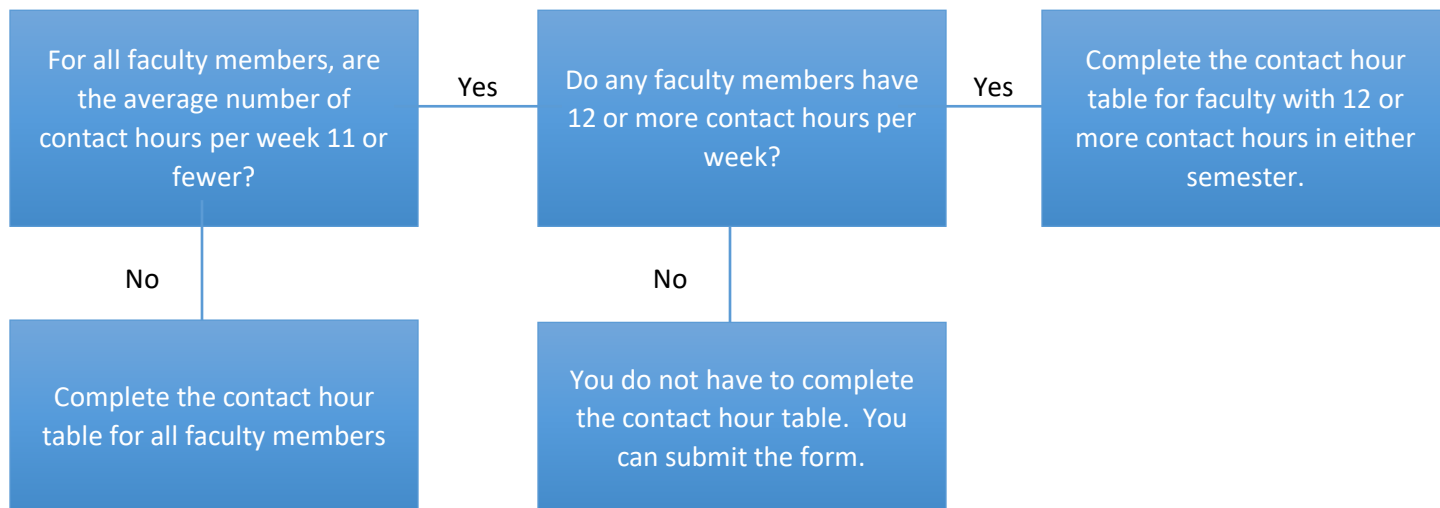 For all faculty members, are
the average number of
contact hours per week 11 or
fewer?
Yes
Do any faculty members have
12 or more contact hours per
week?
Yes
Complete the contact hour
table for faculty with 12 or
more contact hours in either
semester.
No
No
Complete the contact hour
table for all faculty members
You do not have to complete
the contact hour table.  You
can submit the form.